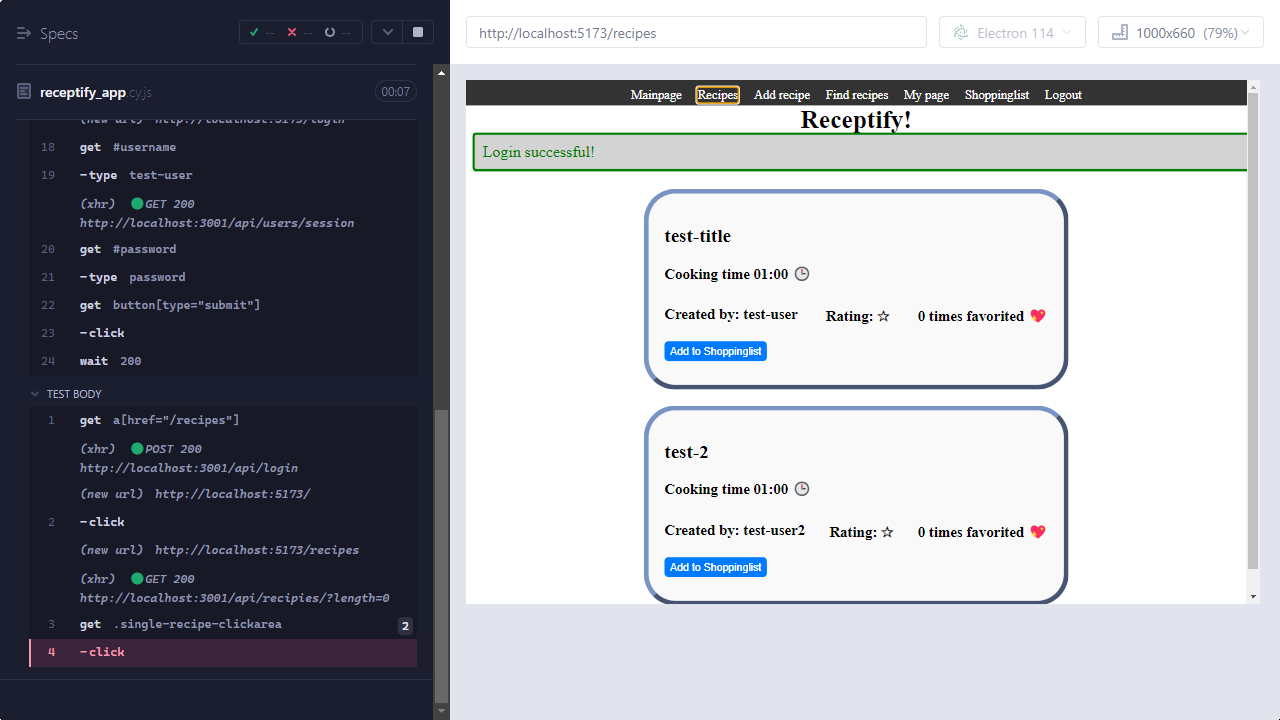 Specs
-- -- --
receptify_app.cy.js
00:07
(new url) http://localhost:5173/login
18 get #username
19 -type test-user
(xhr) GET 200
http://localhost:3001/api/users/session
20 get #password
21 -type password
22 get button[type="submit"]
23 -click
24 wait 200
TEST BODY
1 get a[href="/recipes"]
(xhr) POST 200
http://localhost:3001/api/login
(new url) http://localhost:5173/
2 -click
(new url) http://localhost:5173/recipes
(xhr) GET 200
http://localhost:3001/api/recipies/?length=0
3 get .single-recipe-clickarea 2
4 -click
http://localhost:5173/recipes
Electron 114
1000x660 (79%)
Mainpage Recipes Add recipe Find recipes My page Shoppinglist Logout
Receptify!
Login successful!
test-title
Cooking time 01:00 🕒
Created by: test-user Rating: ☆ 0 times favorited 💖
Add to Shoppinglist
test-2
Cooking time 01:00 🕒
Created by: test-user2 Rating: ☆ 0 times favorited 💖
Add to Shoppinglist